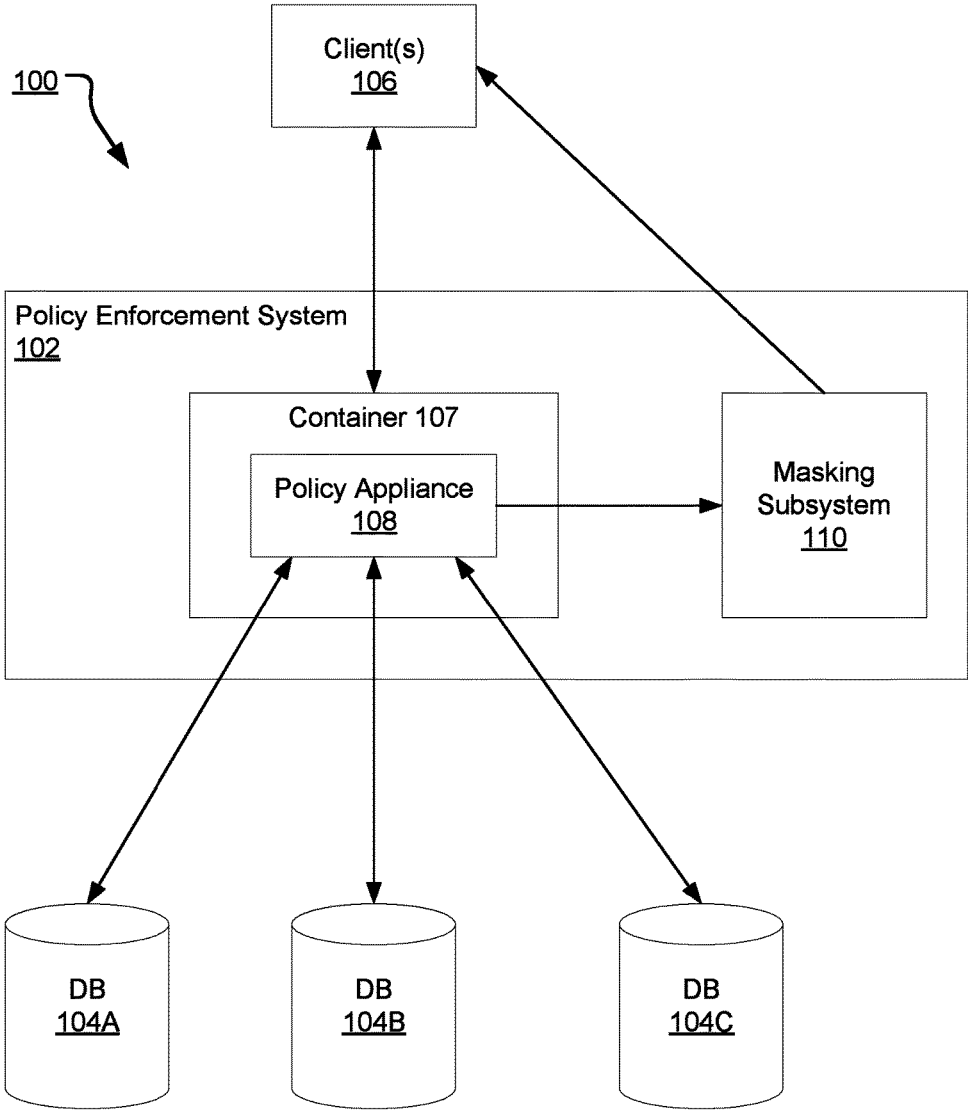 Client(s)
106
100
Policy Enforcement System
102
Container 107
Policy Appliance
108
Masking
Subsystem
110
DB
104A
DB
104B
DB
104C